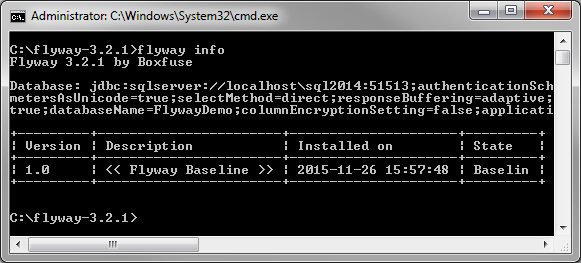 Administrator: C:\Windows\System32\cmd.exe
C:\flyway-3.2.1>flyway info
Flyway 3.2.1 by Boxfuse
Database: jdbc:sqlserver://localhost\sql2014:51513;authenticationSch
metersAsUnicode=true;selectMethod=direct;responseBuffering=adaptive;
true;databaseName=FlywayDemo;columnEncryptionSetting=false;applicati
+---------+-----------------------+---------------------+---------+
| Version | Description           | Installed on        | State   |
+---------+-----------------------+---------------------+---------+
| 1.0     | << Flyway Baseline >> | 2015-11-26 15:57:48 | Baselin |
+---------+-----------------------+---------------------+---------+
C:\flyway-3.2.1>